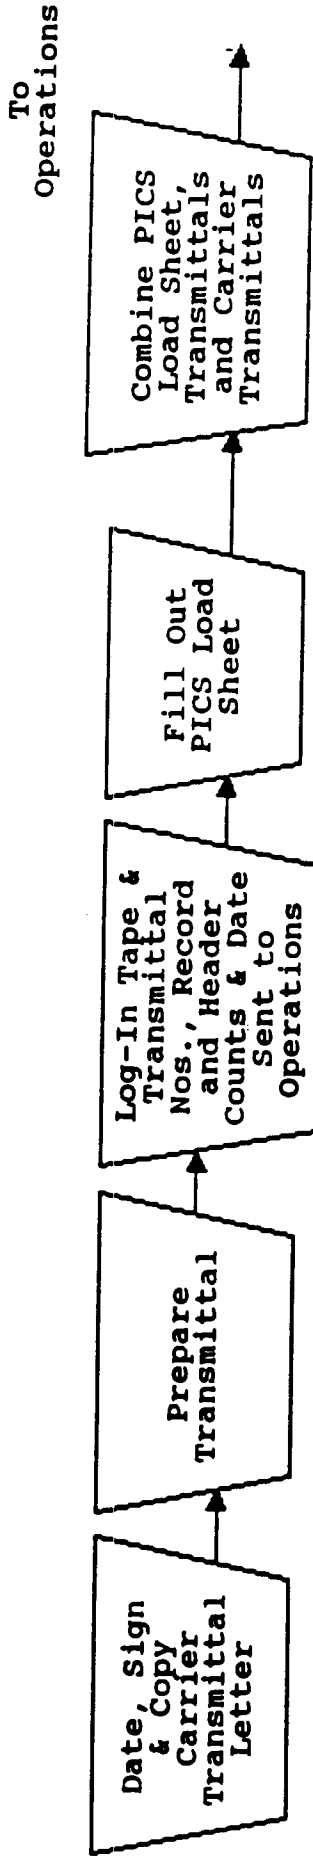 Date, Sign
& Copy
Carrier
Transmittal
Letter
Prepare
Transmittal
Log-In Tape &
Transmittal
Nos., Record
and Header
Counts & Date
Sent to
Operations
Fill Out
PICS Load
Sheet
Combine PICS
Load Sheet,
Transmittals
and Carrier
Transmittals
To
Operations